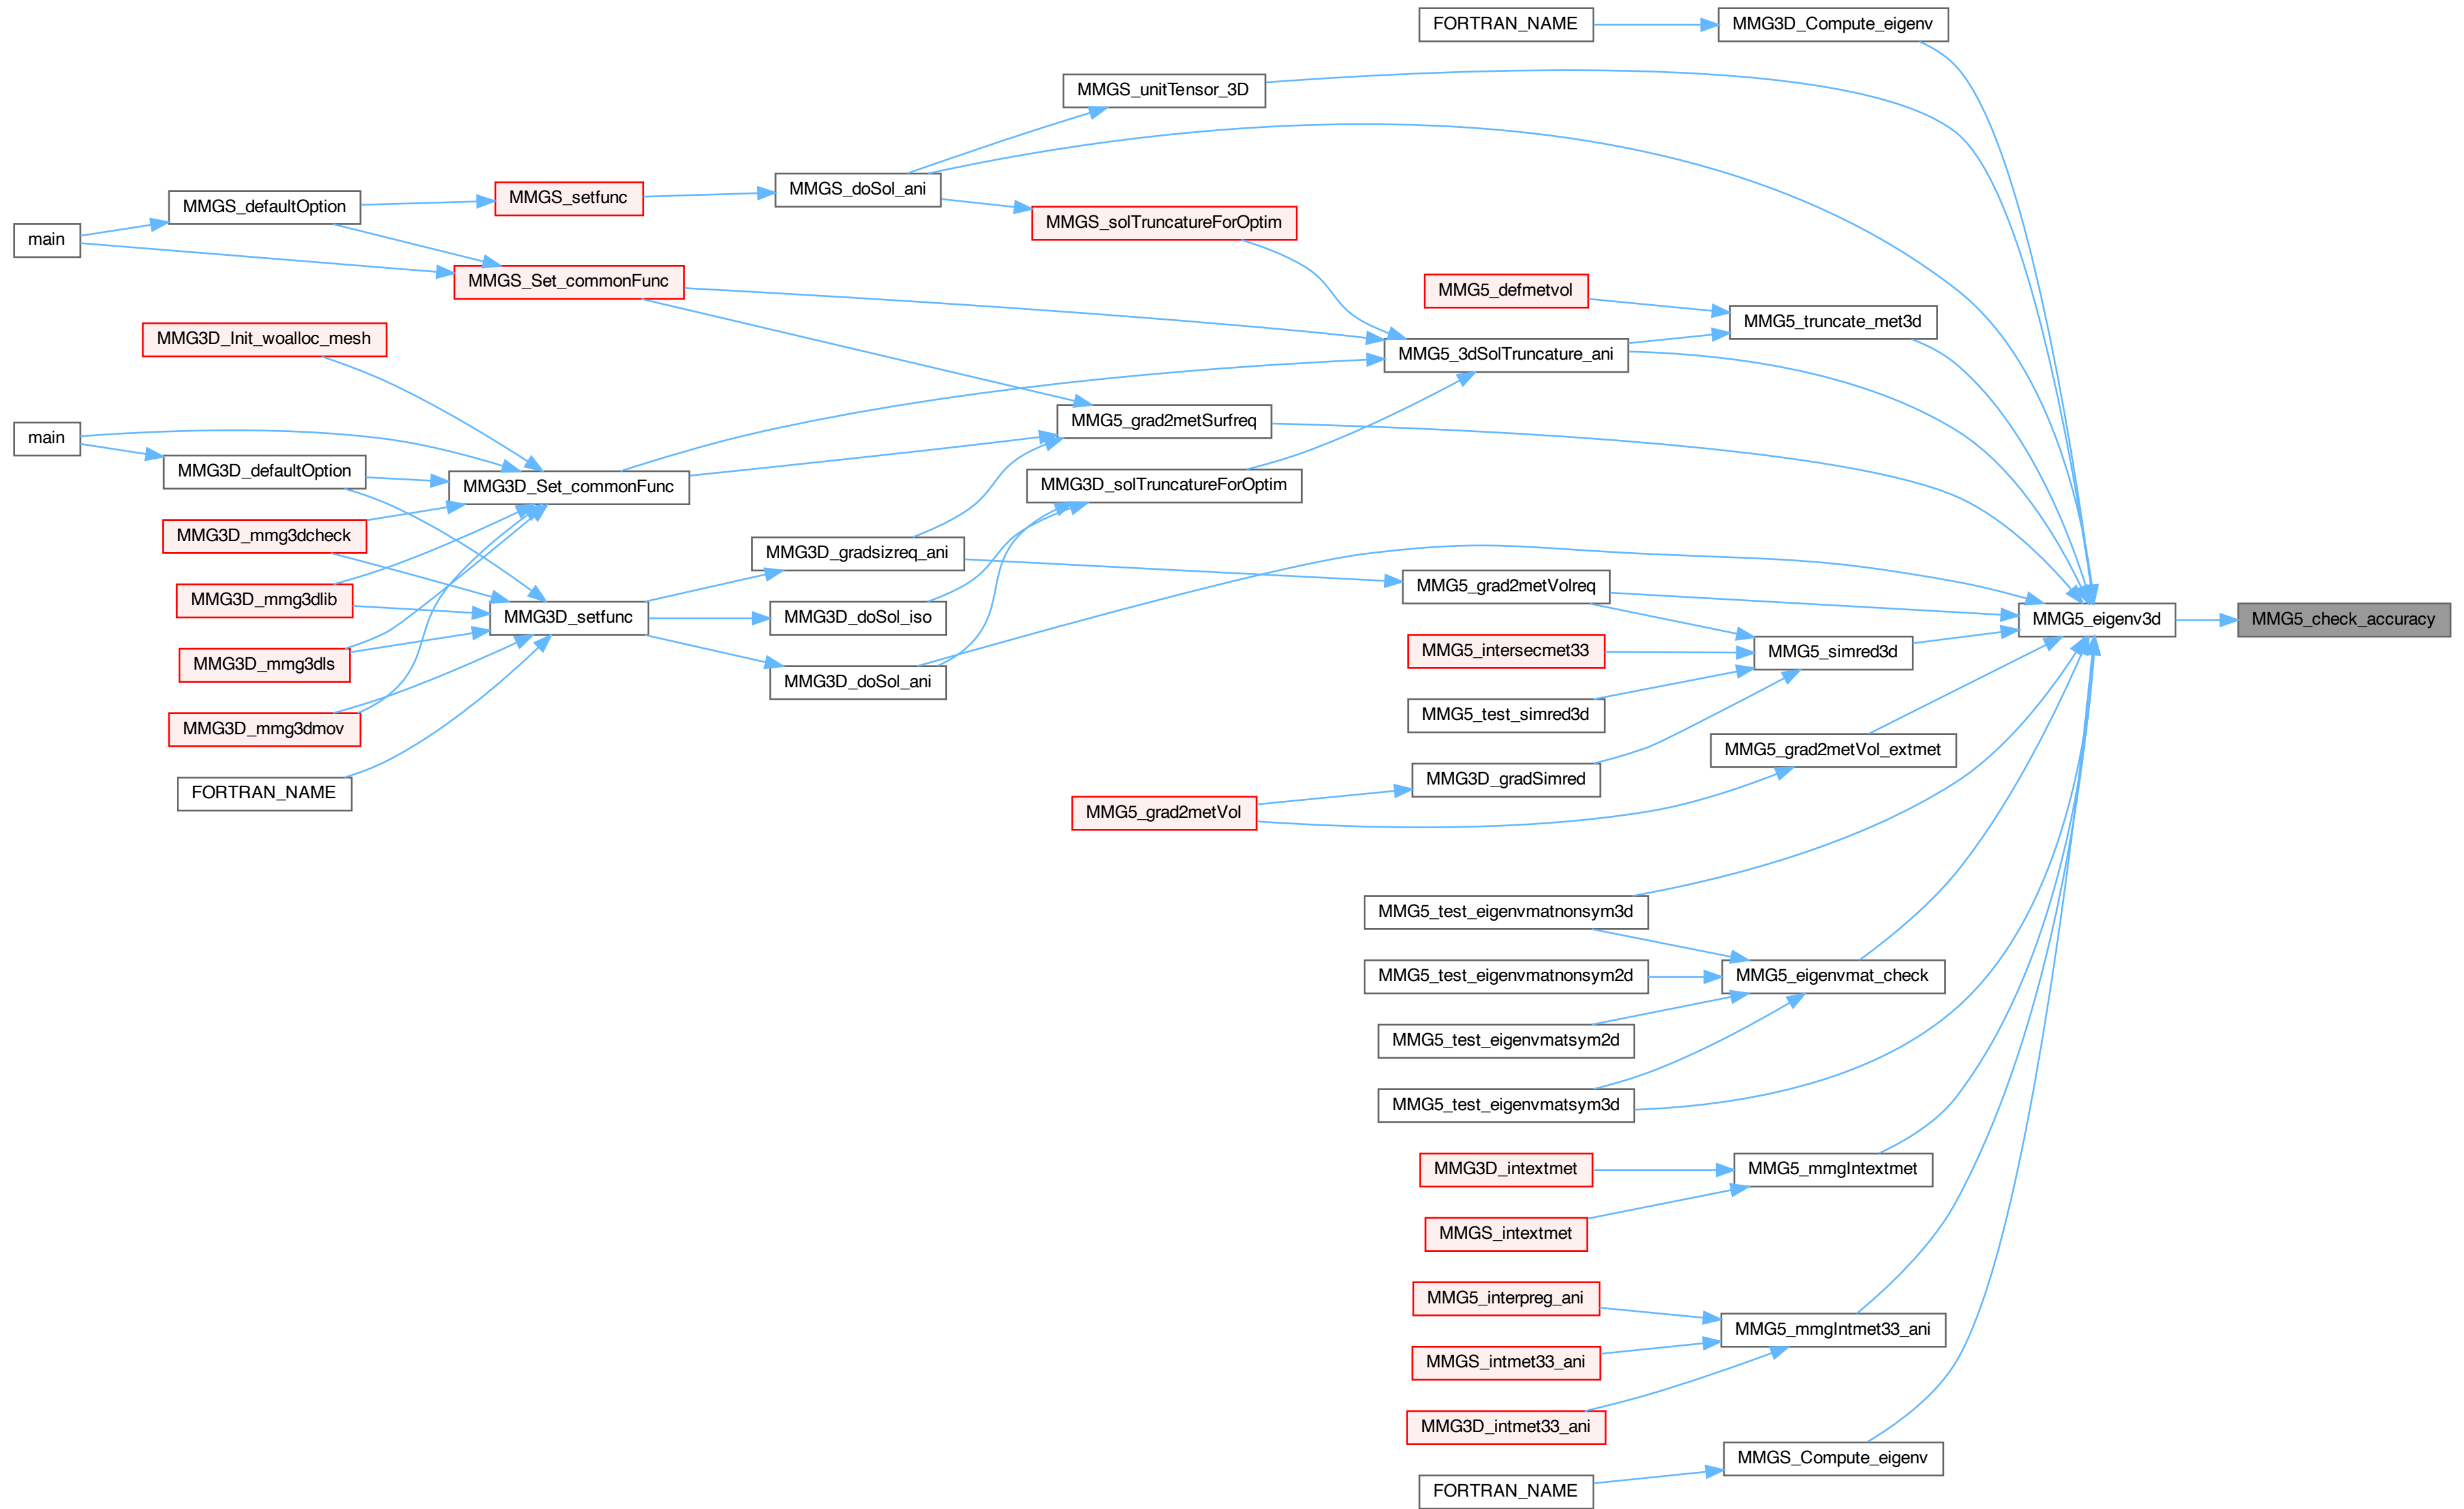 FORTRAN_NAME
MMG3D_Compute_eigenv
MMGS_unitTensor_3D
MMGS_doSol_ani
MMGS_setfunc
MMGS_defaultOption
MMGS_solTruncatureForOptim
main
MMGS_Set_commonFunc
MMG5_defmetvol
MMG5_truncate_met3d
MMG3D_Init_woalloc_mesh
MMG5_3dSolTruncature_ani
MMG5_grad2metSurfreq
main
MMG3D_defaultOption
MMG3D_Set_commonFunc
MMG3D_solTruncatureForOptim
MMG3D_mmg3dcheck
MMG3D_gradsizreq_ani
MMG5_grad2metVolreq
MMG3D_mmg3dlib
MMG3D_setfunc
MMG3D_doSol_iso
MMG5_eigenv3d
MMG5_check_accuracy
MMG5_intersecmet33
MMG5_simred3d
MMG3D_mmg3dls
MMG3D_doSol_ani
MMG5_test_simred3d
MMG3D_mmg3dmov
MMG5_grad2metVol_extmet
MMG3D_gradSimred
FORTRAN_NAME
MMG5_grad2metVol
MMG5_test_eigenvmatnonsym3d
MMG5_test_eigenvmatnonsym2d
MMG5_eigenvmat_check
MMG5_test_eigenvmatsym2d
MMG5_test_eigenvmatsym3d
MMG3D_intextmet
MMG5_mmgIntextmet
MMGS_intextmet
MMG5_interpreg_ani
MMG5_mmgIntmet33_ani
MMGS_intmet33_ani
MMG3D_intmet33_ani
MMGS_Compute_eigenv
FORTRAN_NAME